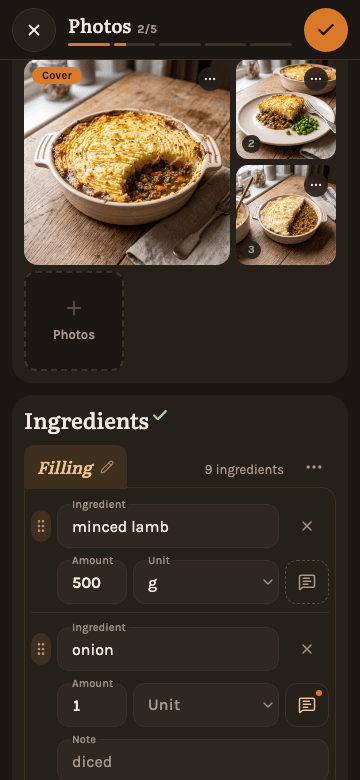 Photos 2/5
Cover
2
3
Photos
Ingredients
Filling
9 ingredients
Ingredient
minced lamb
Amount
500
Unit
g
Ingredient
onion
Amount
1
Unit
Note
diced